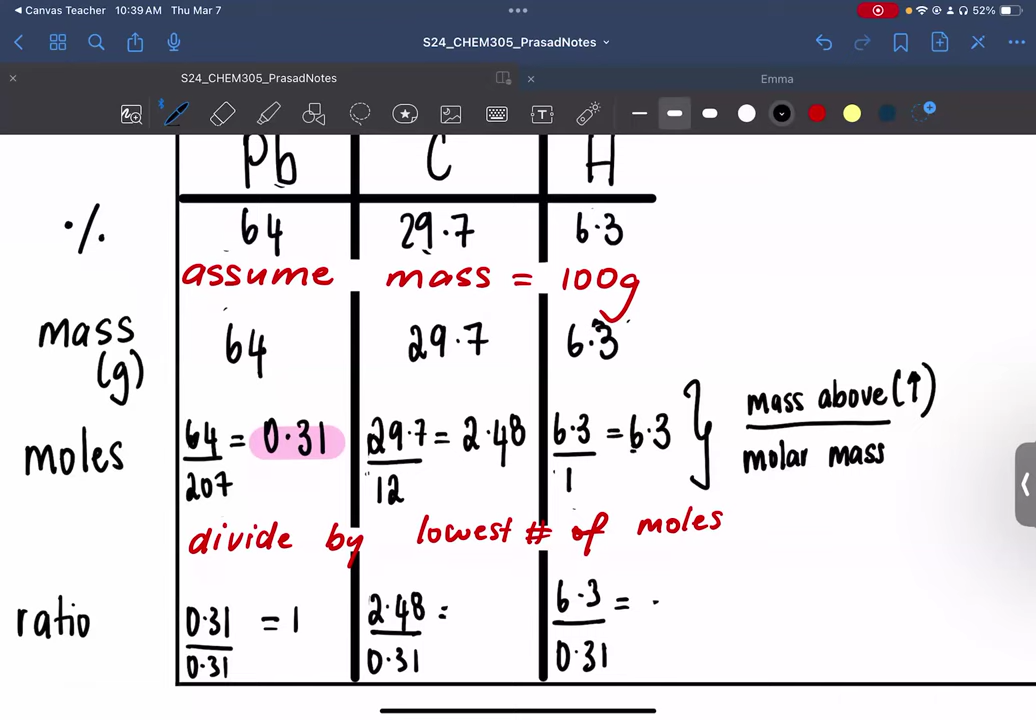 Canvas Teacher 10:39 AM Thu Mar 7 52%
S24_CHEM305_PrasadNotes
S24_CHEM305_PrasadNotes Emma
Pb C H
% 64 29.7 6.3
assume mass = 100g
mass (g) 64 29.7 6.3
moles 64/207 = 0.31 29.7/12 = 2.48 6.3/1 = 6.3 } mass above (↑) / molar mass
divide by lowest # of moles
ratio 0.31/0.31 = 1 2.48/0.31 = 6.3/0.31 =